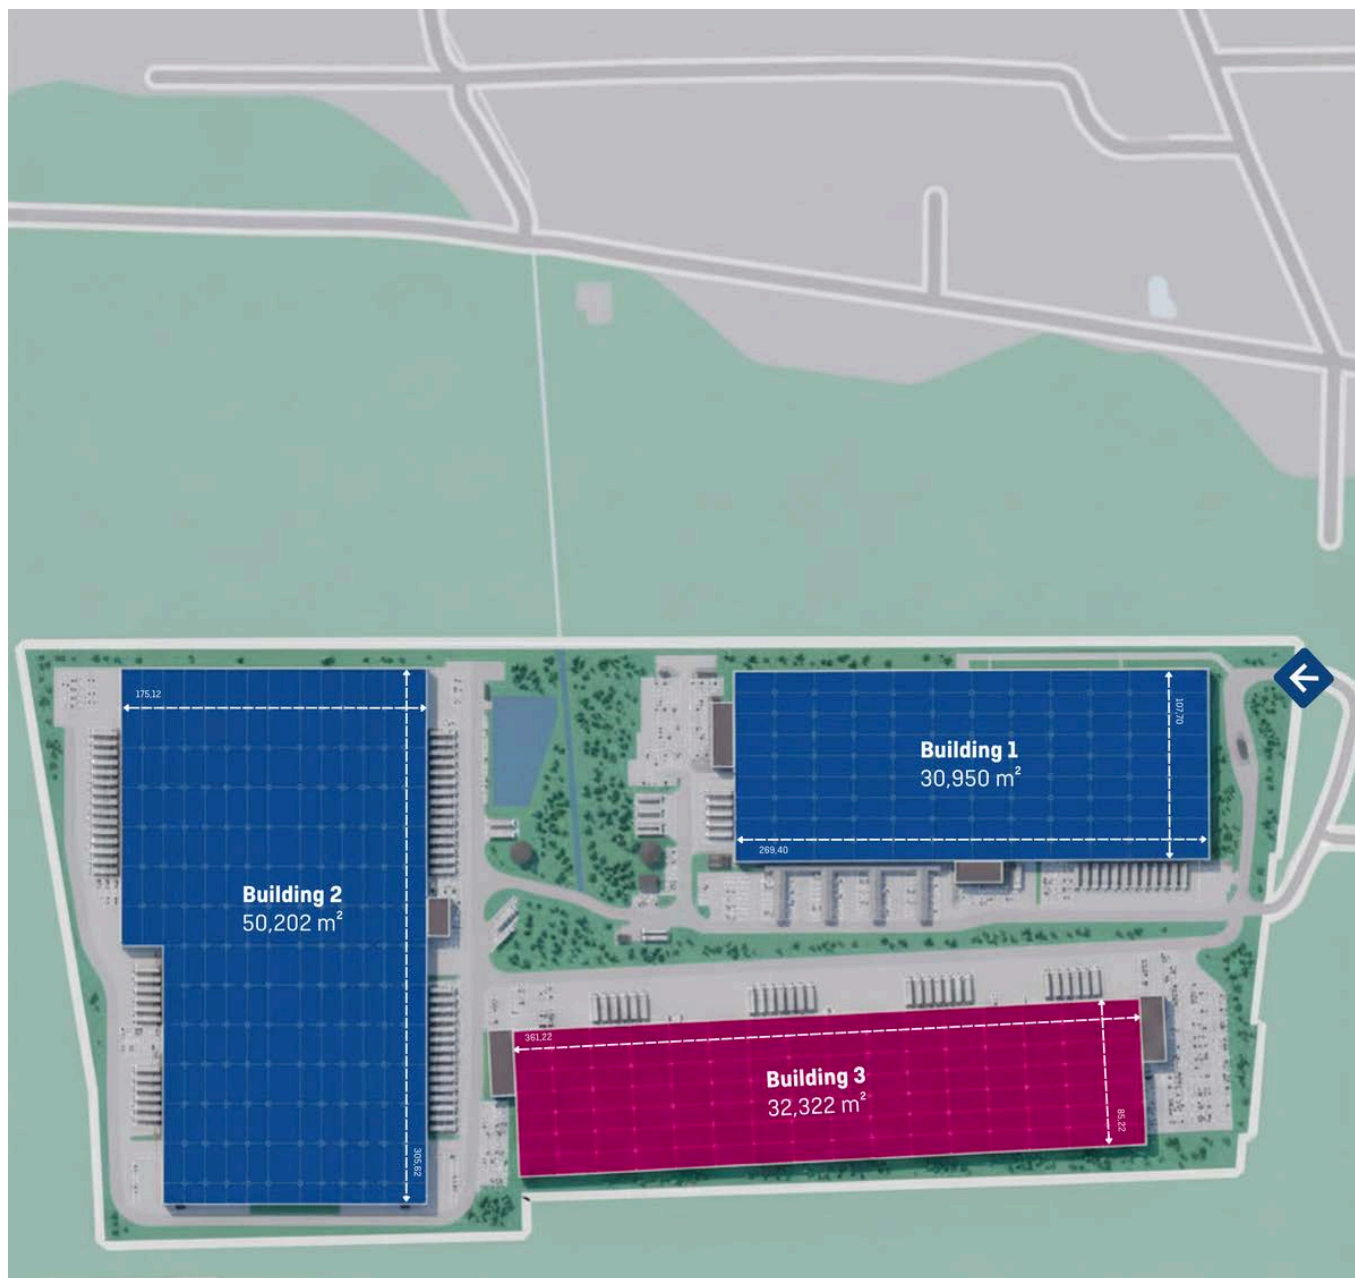 175,12
107,70
Building 1
30,950 m²
269,40
Building 2
50,202 m²
361,22
Building 3
32,322 m²
85,22
305,62